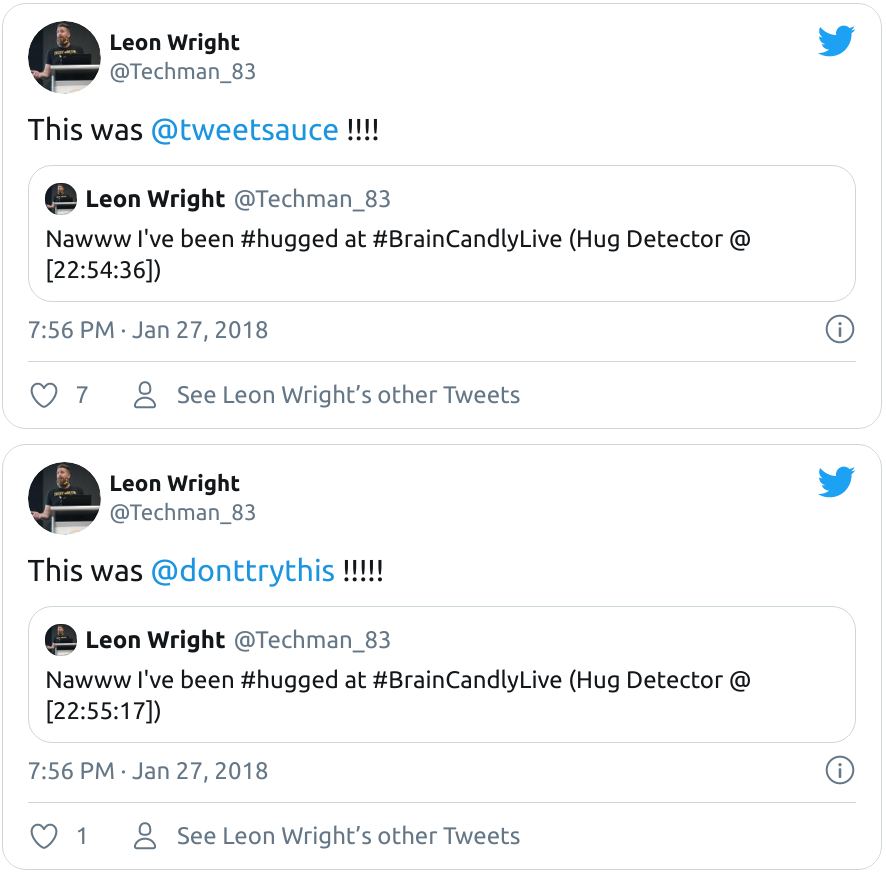 Leon Wright
@Techman_83
This was @tweetsauce !!!!
Leon Wright @Techman_83
Nawww I've been #hugged at #BrainCandlyLive (Hug Detector @
[22:54:36])
7:56 PM · Jan 27, 2018
7 See Leon Wright’s other Tweets
Leon Wright
@Techman_83
This was @donttrythis !!!!!
Leon Wright @Techman_83
Nawww I've been #hugged at #BrainCandlyLive (Hug Detector @
[22:55:17])
7:56 PM · Jan 27, 2018
1 See Leon Wright’s other Tweets